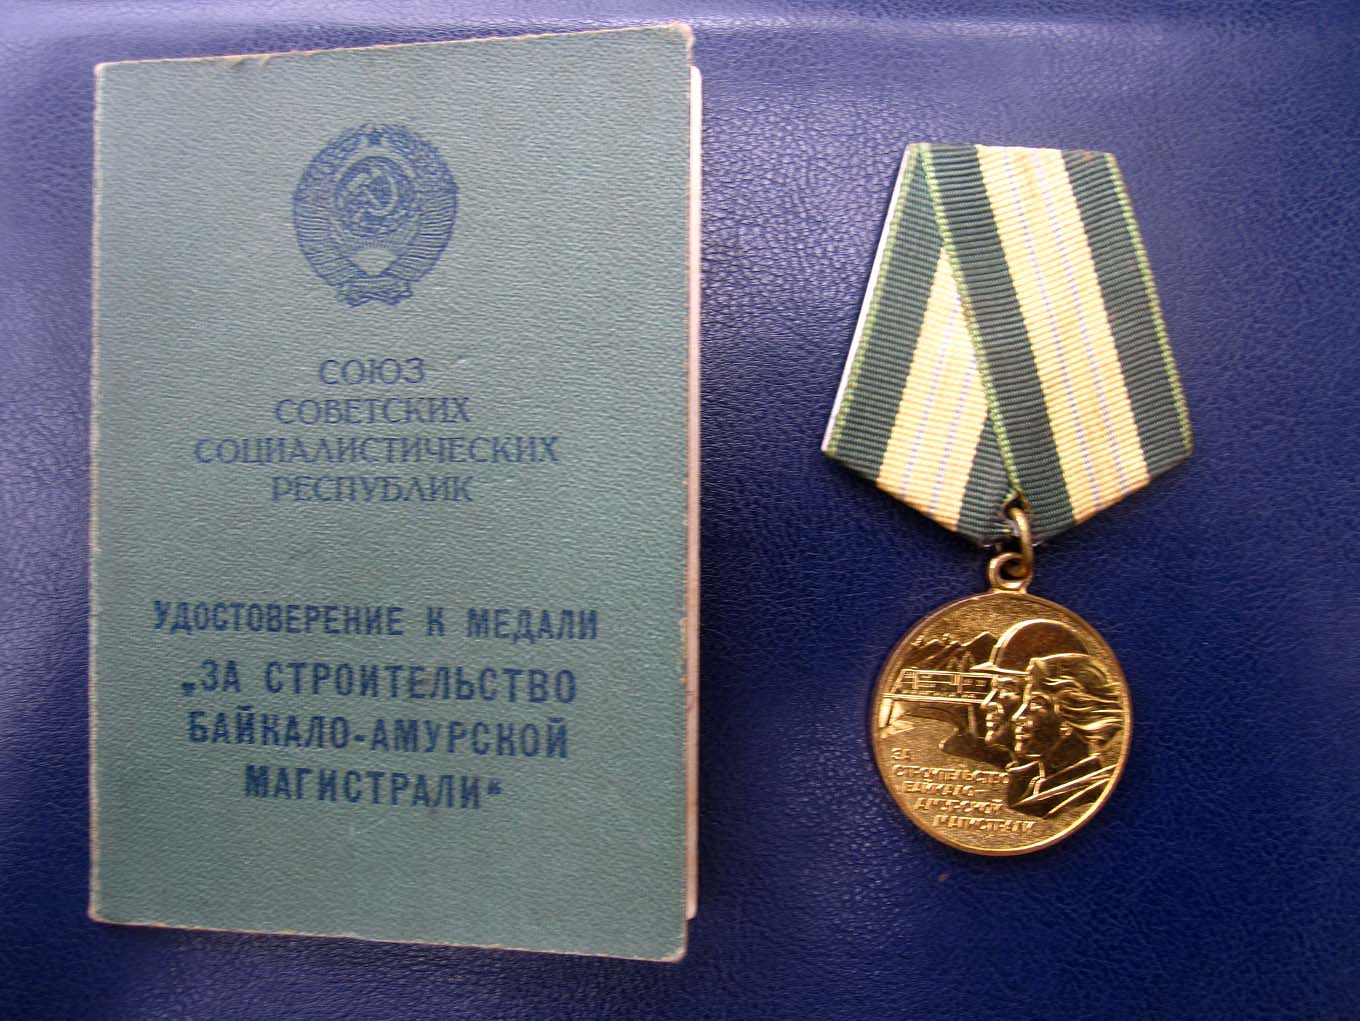 СОЮЗ
СОВЕТСКИХ
СОЦИАЛИСТИЧЕСКИХ
РЕСПУБЛИК
УДОСТОВЕРЕНИЕ К МЕДАЛИ
„ЗА СТРОИТЕЛЬСТВО
БАЙКАЛО-АМУРСКОЙ
МАГИСТРАЛИ“
ЗА
СТРОИТЕЛЬСТВО
БАЙКАЛО-
АМУРСКОЙ
МАГИСТРАЛИ